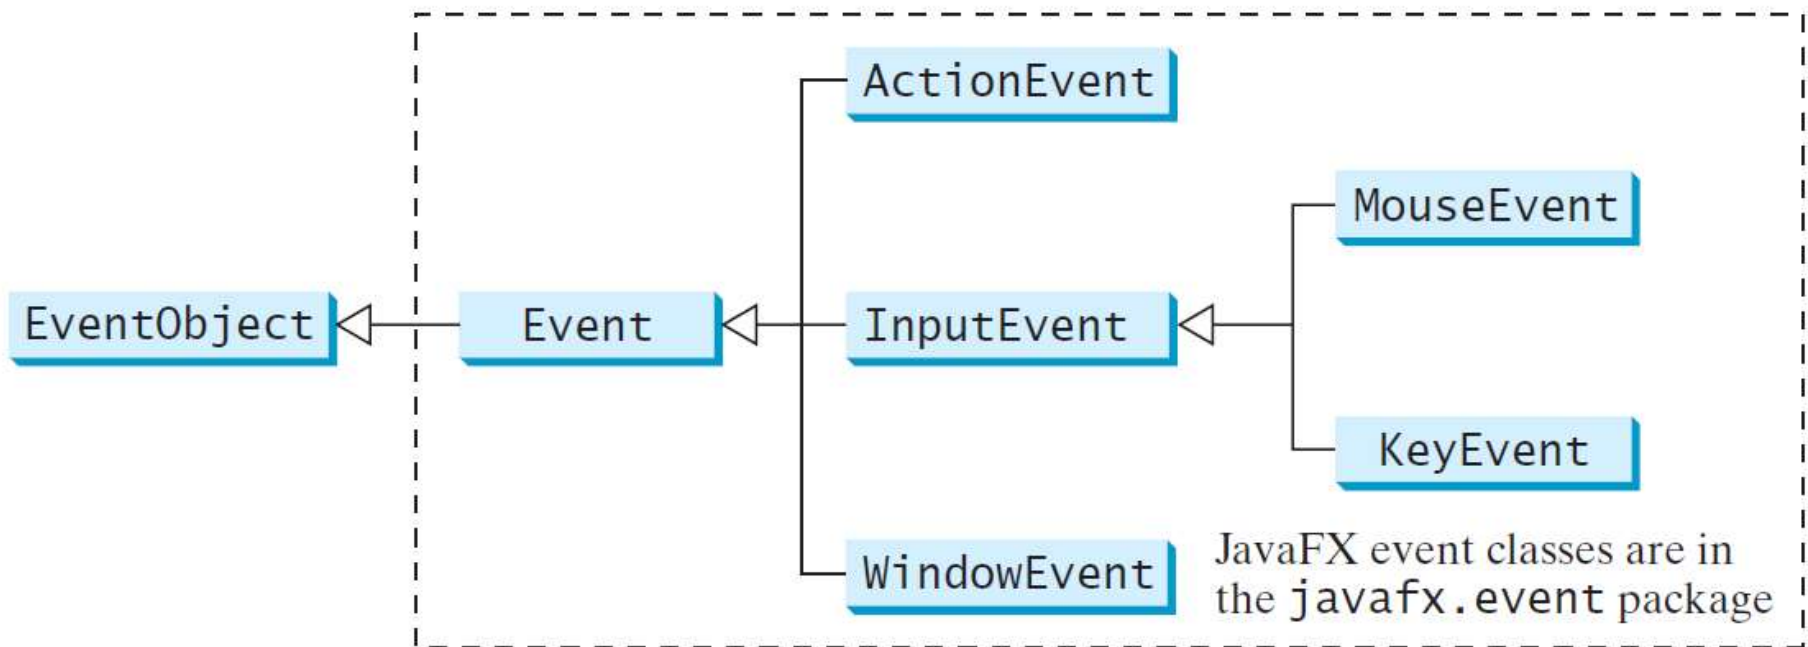 ActionEvent
MouseEvent
EventObject
Event
InputEvent
KeyEvent
WindowEvent
JavaFX event classes are in
the javafx.event package